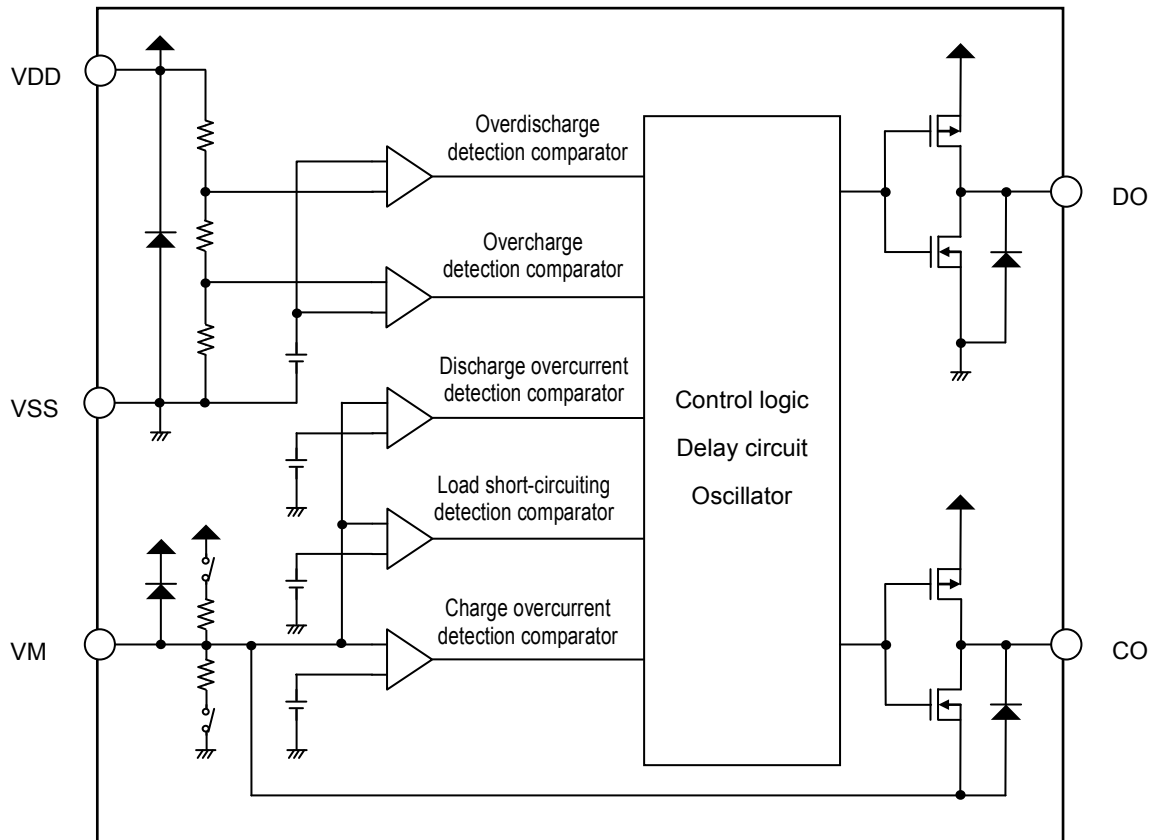 VDD
Overdischarge
detection comparator
DO
Overcharge
detection comparator
VSS
Discharge overcurrent
detection comparator
Control logic
Delay circuit
Oscillator
Load short-circuiting
detection comparator
Charge overcurrent
detection comparator
VM
CO